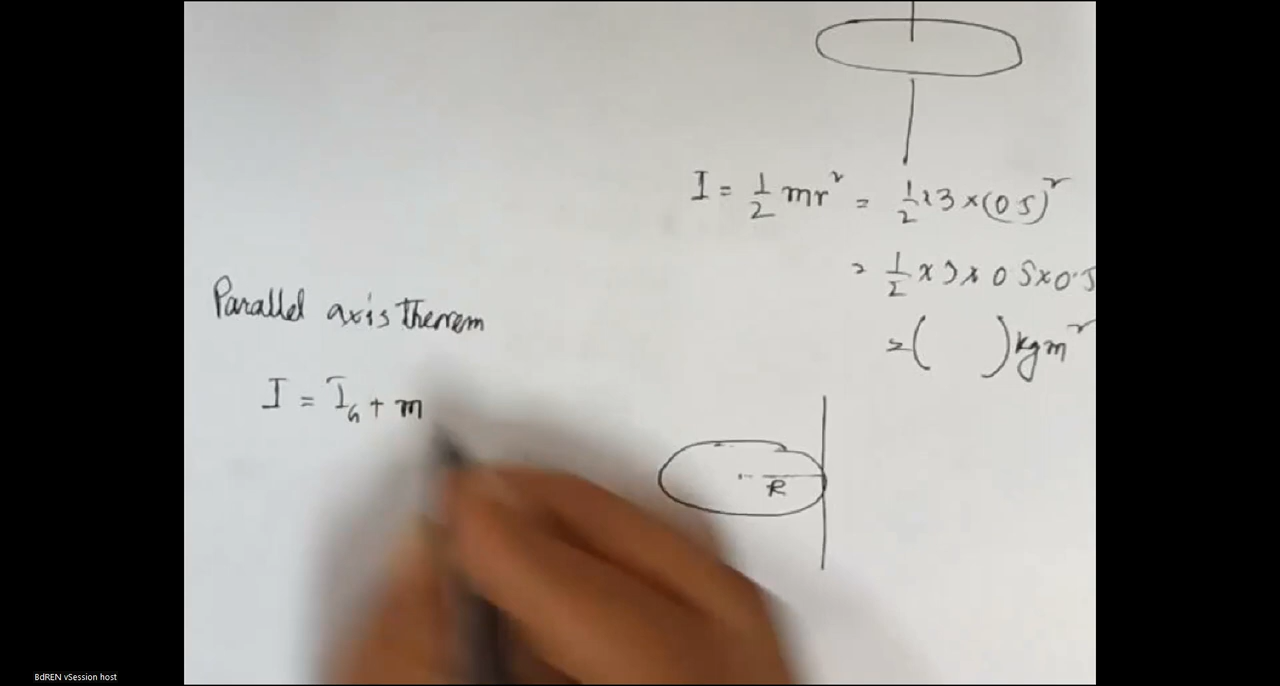 I = 1/2 mr² = 1/2 × 3 × (0 5)²
= 1/2 × 3 × 0 5 × 0.5
= ( ) kgm²
Parallel axis theorem
I = I_G + m
R
BdREN vSession host